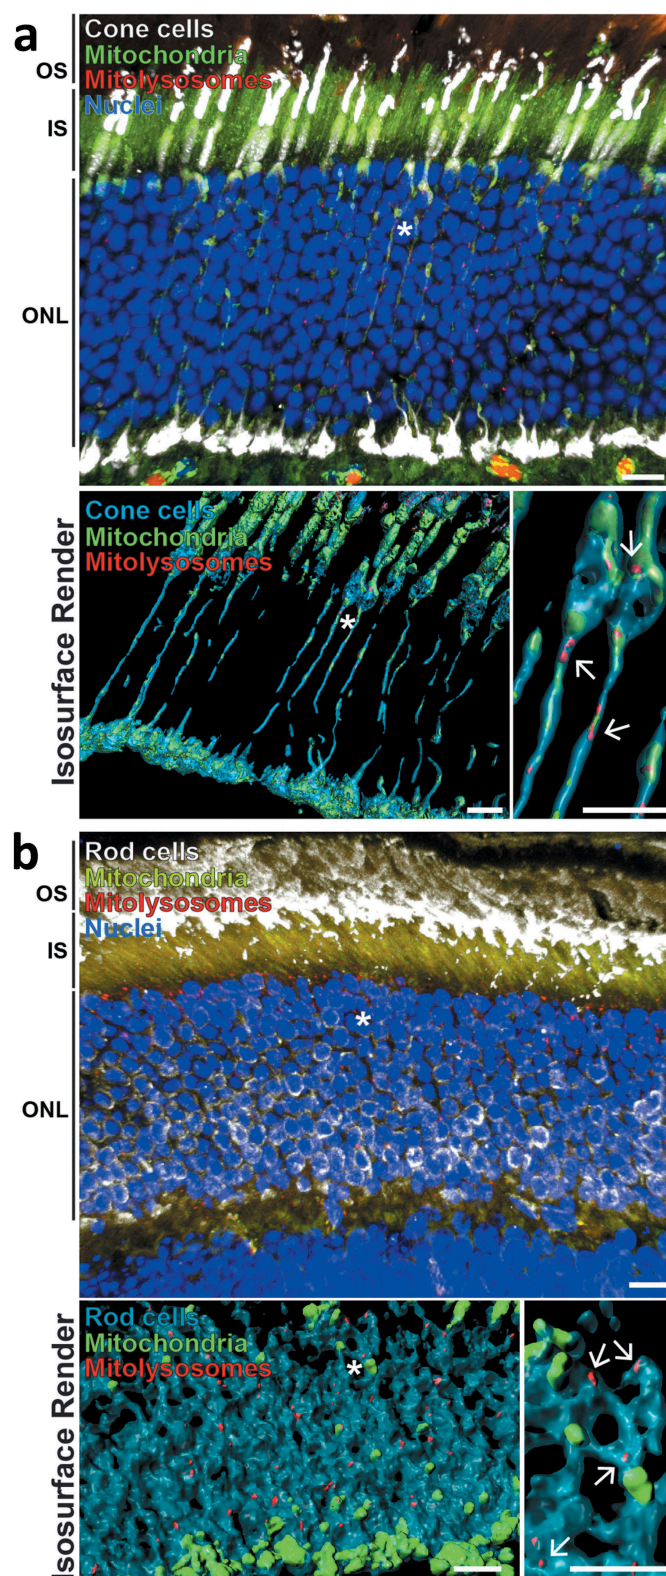 a
Cone cells
Mitochondria
Mitolysosomes
Nuclei
OS
IS
ONL
*
Isosurface Render
Cone cells
Mitochondria
Mitolysosomes
*
b
Rod cells
Mitochondria
Mitolysosomes
Nuclei
OS
IS
ONL
*
Isosurface Render
Rod cells
Mitochondria
Mitolysosomes
*